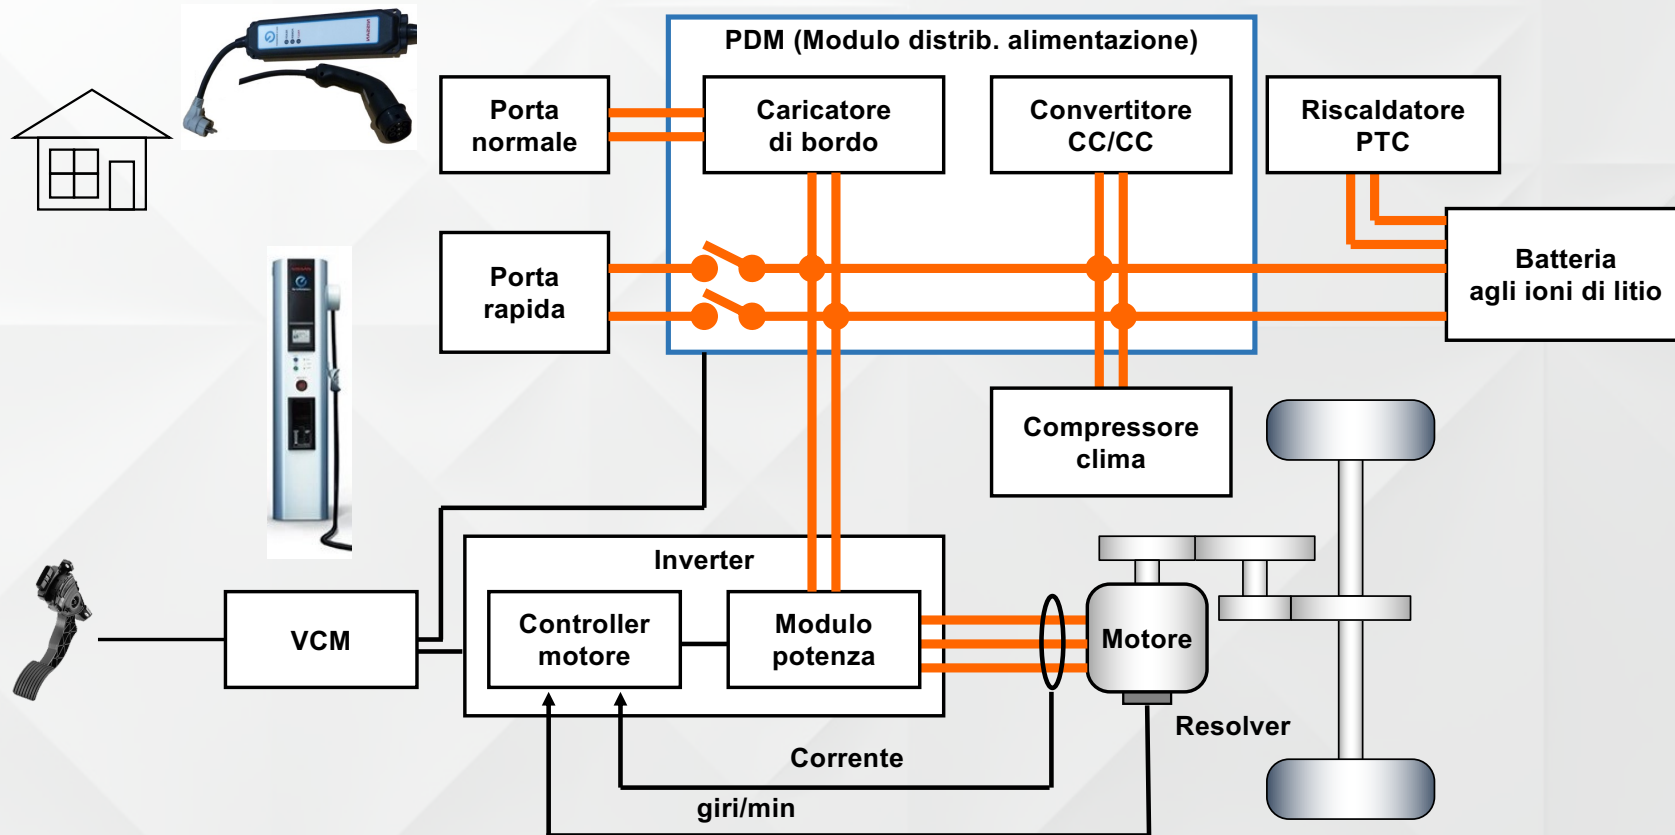 PDM (Modulo distrib. alimentazione)
Porta
normale
Caricatore
di bordo
Convertitore
CC/CC
Riscaldatore
PTC
Porta
rapida
Batteria
agli ioni di litio
Compressore
clima
Inverter
VCM
Controller
motore
Modulo
potenza
Motore
Resolver
Corrente
giri/min